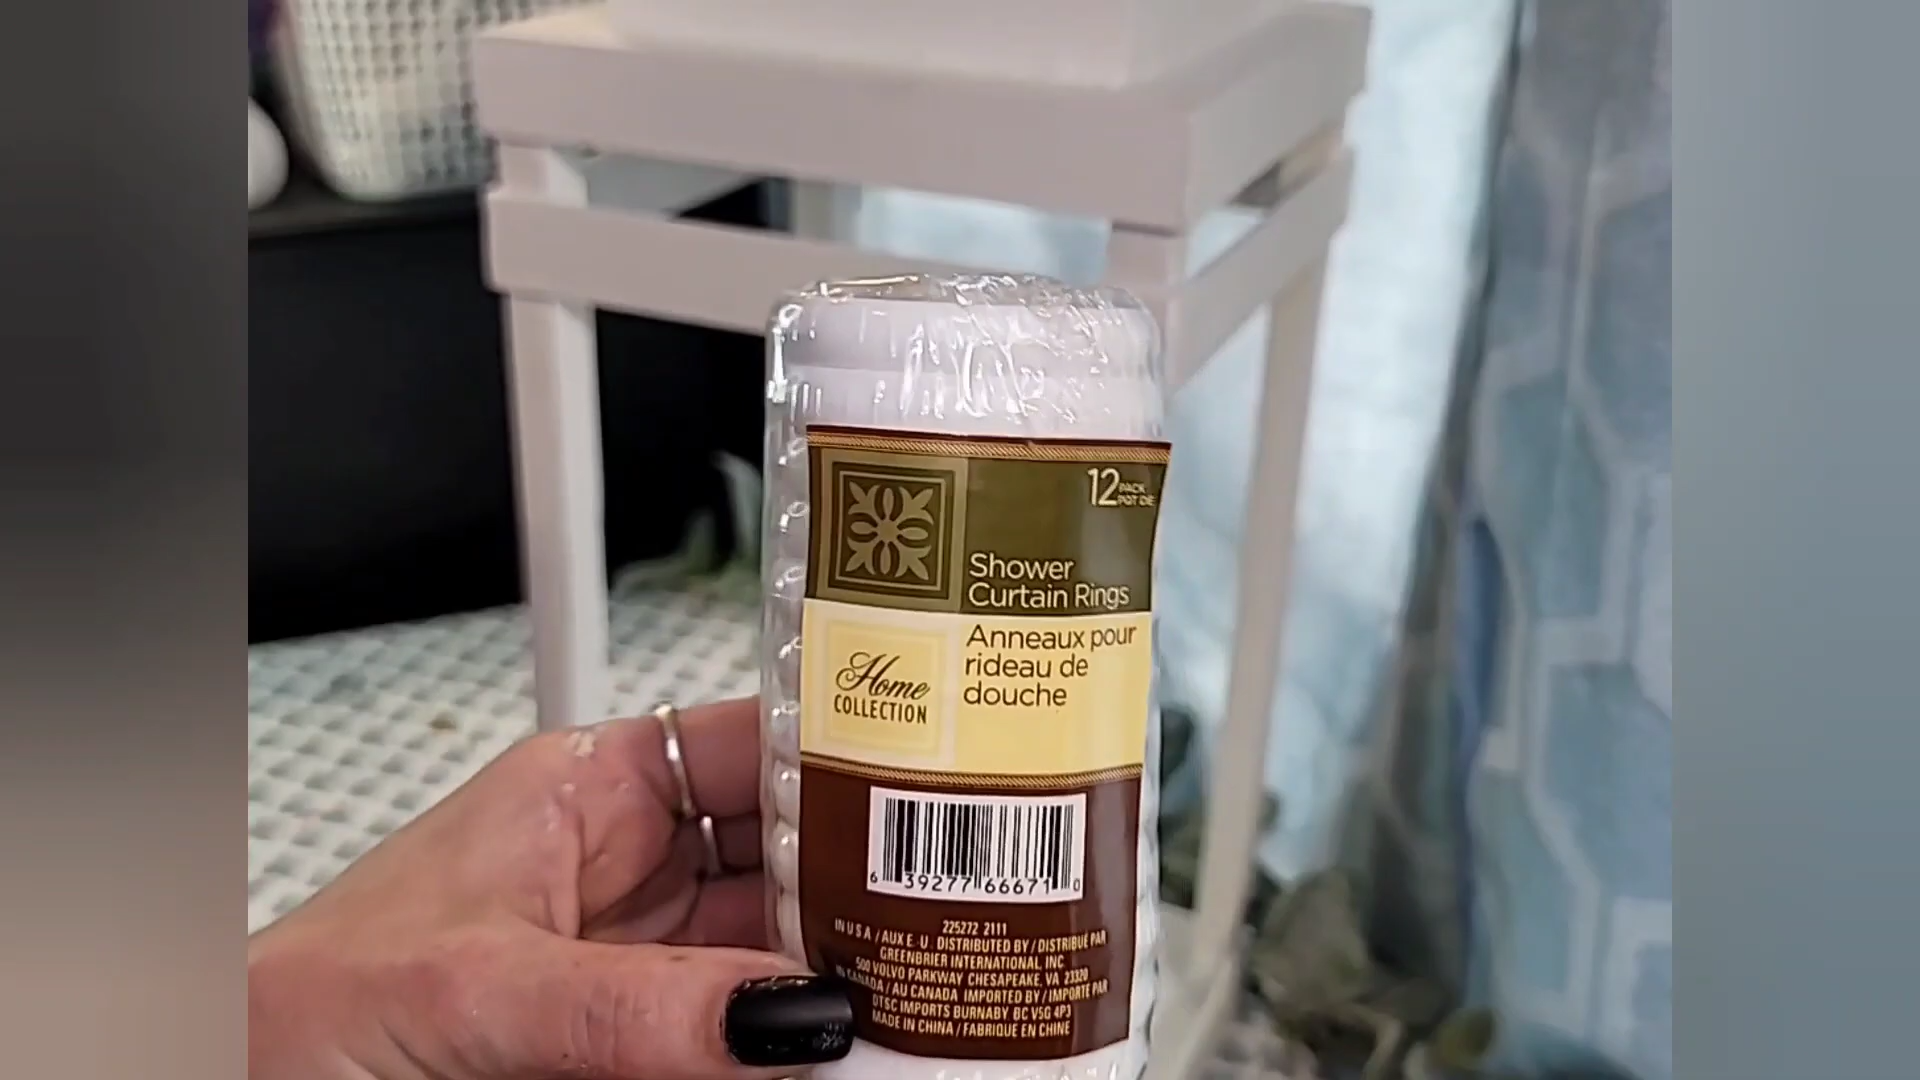 12 PACK
POT DE
Shower
Curtain Rings
Anneaux pour
rideau de
douche
Home
COLLECTION
6 39277 66671 0
225272 2111
IN U S A / AUX E U DISTRIBUTED BY / DISTRIBUÉ PAR
GREENBRIER INTERNATIONAL, INC
500 VOLVO PARKWAY CHESAPEAKE, VA 23320
IN CANADA / AU CANADA IMPORTED BY / IMPORTÉ PAR
DTSC IMPORTS BURNABY BC V5G 4P3
MADE IN CHINA / FABRIQUÉ EN CHINE